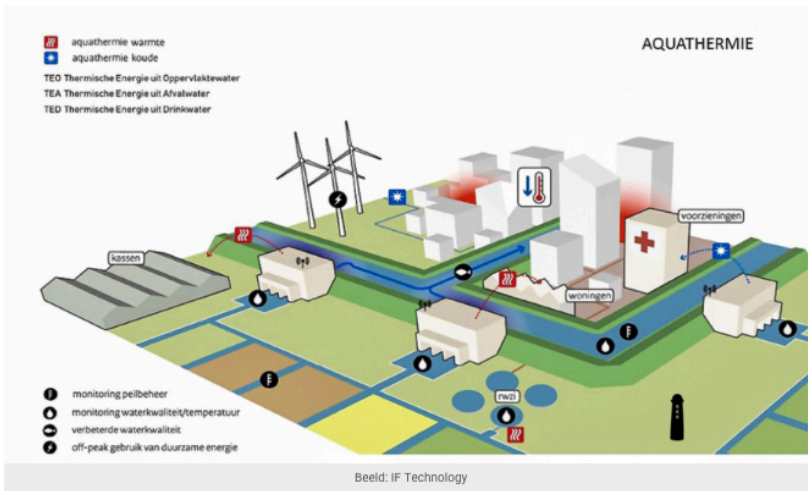 aquathermie warmte
AQUATHERMIE
aquathermie koude
TEO Thermische Energie uit Oppervlaktewater
TEA Thermische Energie uit Afvalwater
TED Thermische Energie uit Drinkwater
voorzieningen
kassen
woningen
rwzi
monitoring peilbeheer
monitoring waterkwaliteit/temperatuur
verbeterde waterkwaliteit
off-peak gebruik van duurzame energie
Beeld: IF Technology